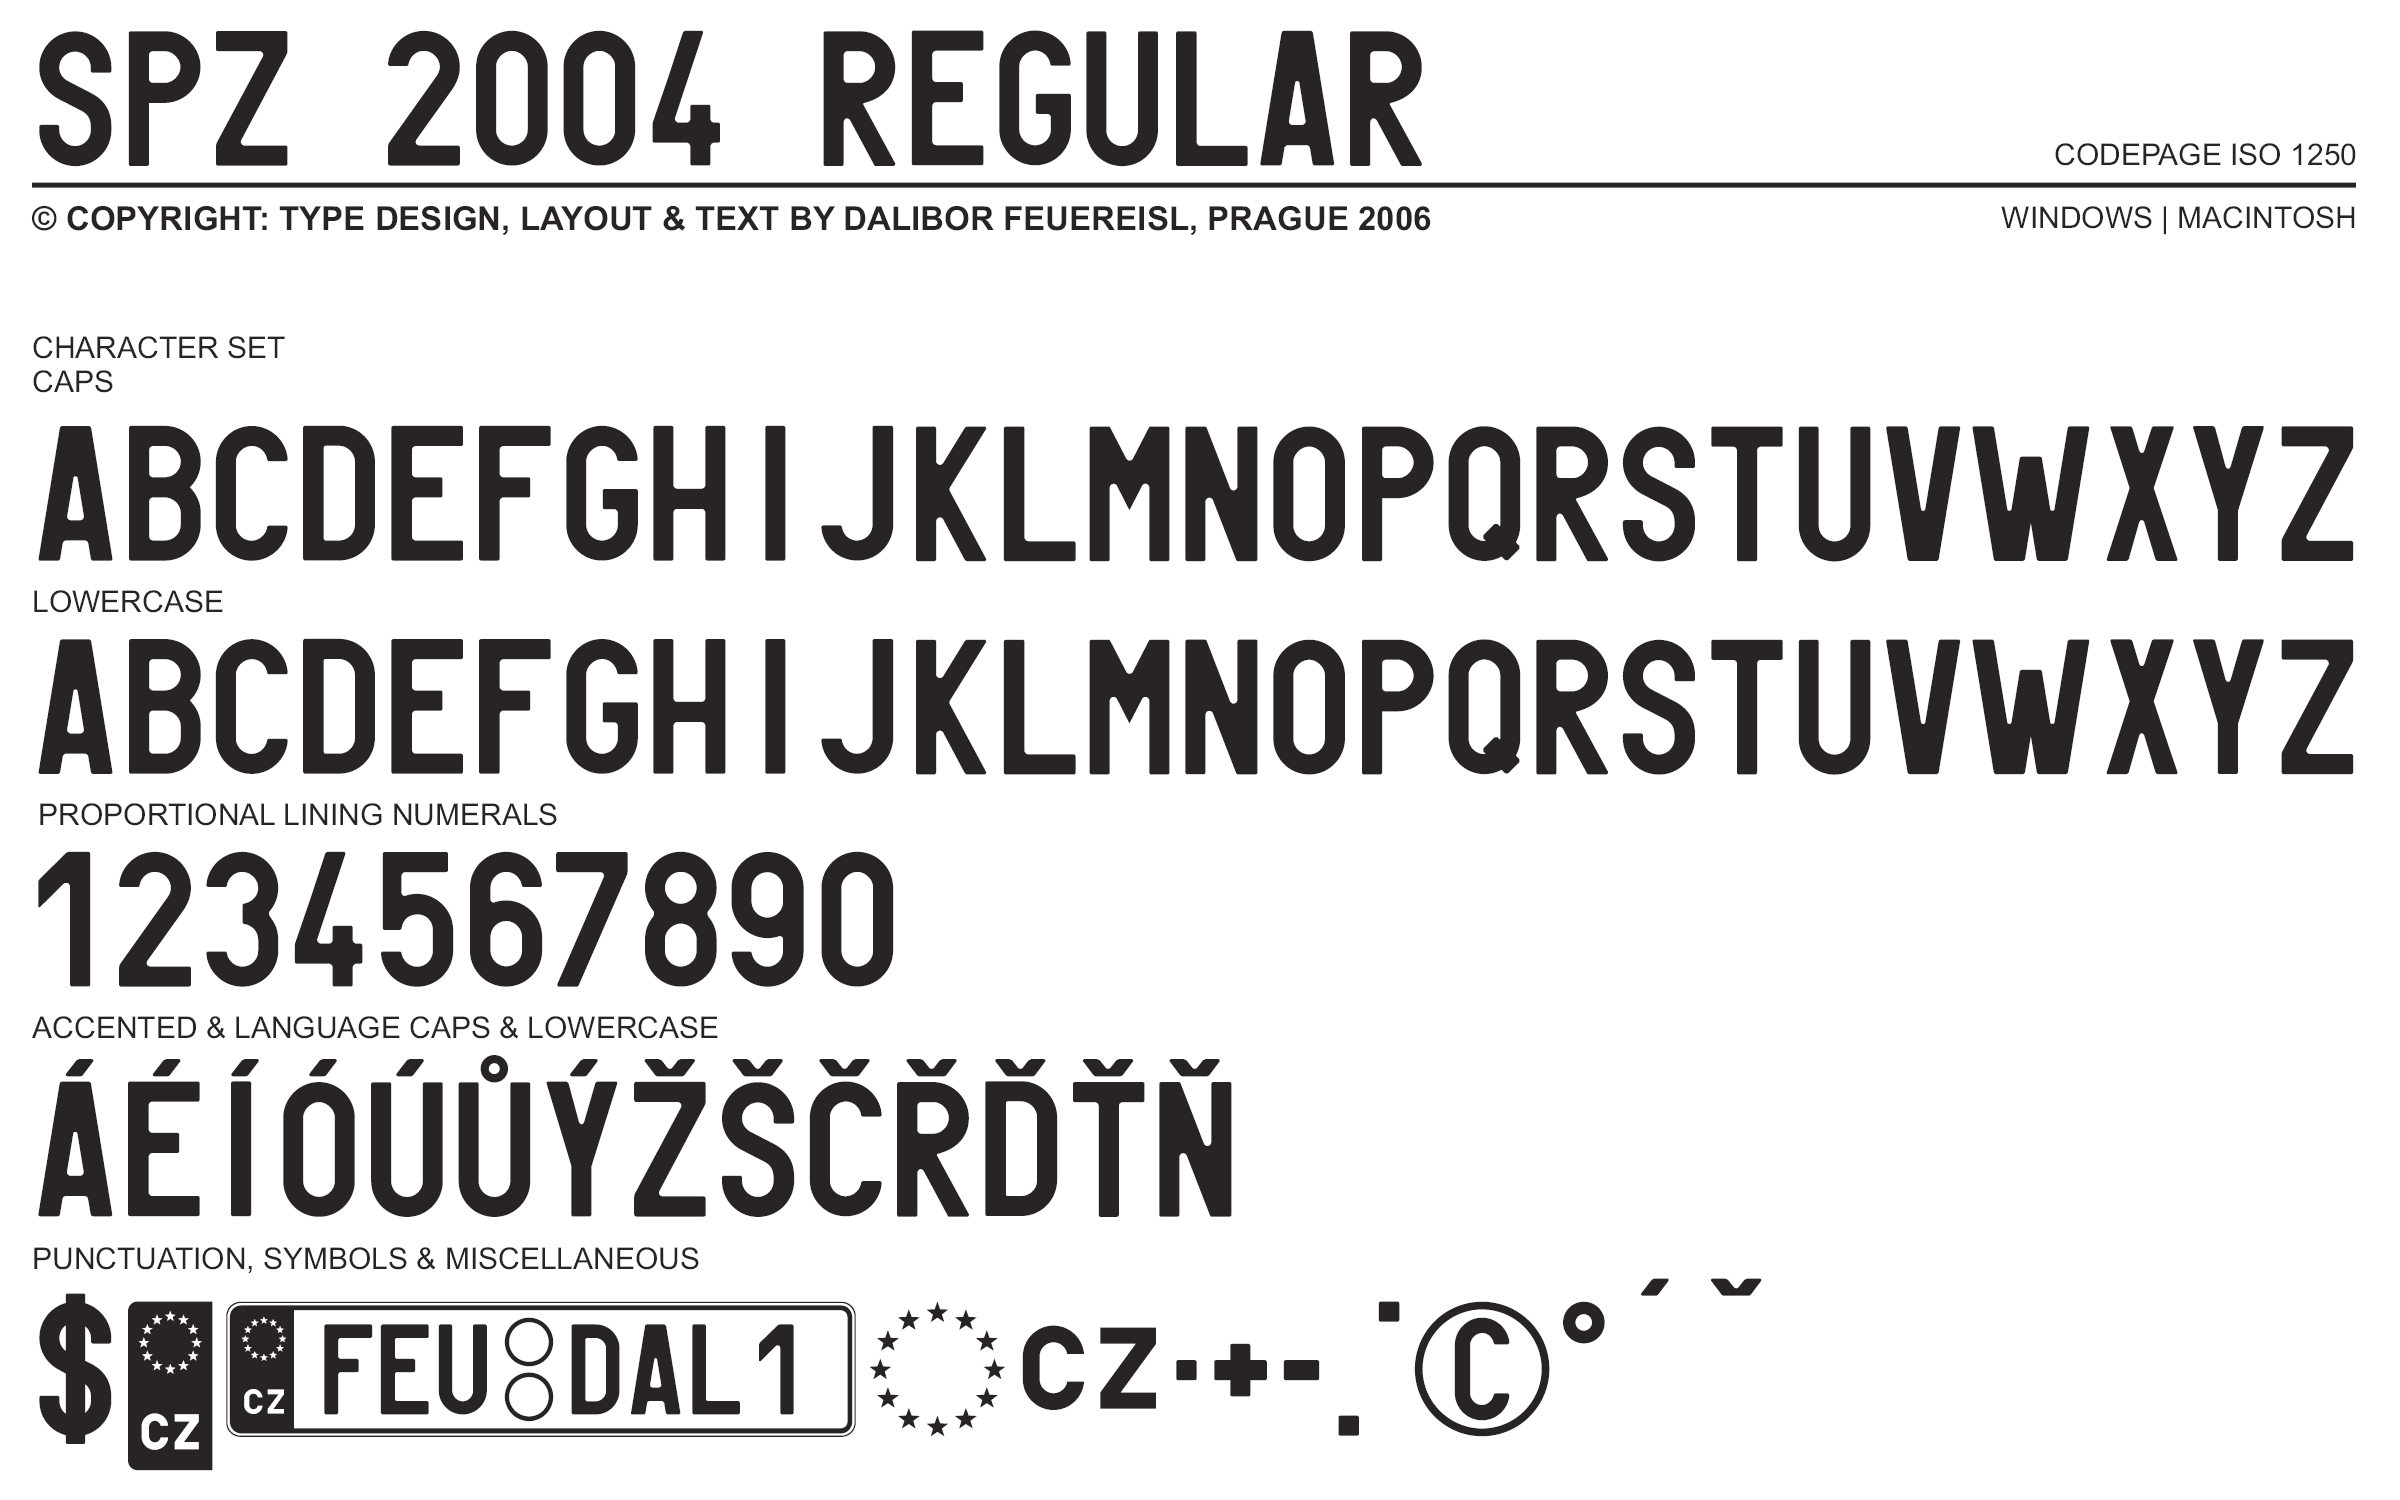 SPZ 2004 REGULAR
CODEPAGE ISO 1250
© COPYRIGHT: TYPE DESIGN, LAYOUT & TEXT BY DALIBOR FEUEREISL, PRAGUE 2006
WINDOWS | MACINTOSH
CHARACTER SET
CAPS
ABCDEFGHIJKLMNOPQRSTUVWXYZ
LOWERCASE
ABCDEFGHIJKLMNOPQRSTUVWXYZ
PROPORTIONAL LINING NUMERALS
1234567890
ACCENTED & LANGUAGE CAPS & LOWERCASE
ÁÉÍÓÚŮÝŽŠČŘĎŤŇ
PUNCTUATION, SYMBOLS & MISCELLANEOUS
$ CZ CZ FEU DAL1 CZ·+-.˙©°´ˇ